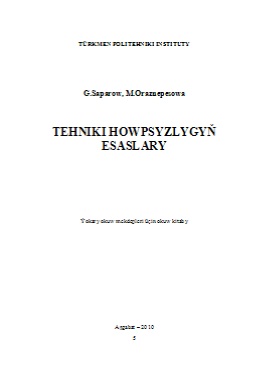 TÜRKMEN POLITEHNIKI INSTITUTY
G.Saparow, M.Oraznepesowa
TEHNIKI HOWPSYZLYGYŇ
ESASLARY
Ýokary okuw mekdepleri üçin okuw kitaby
Aşgabat – 2010
5